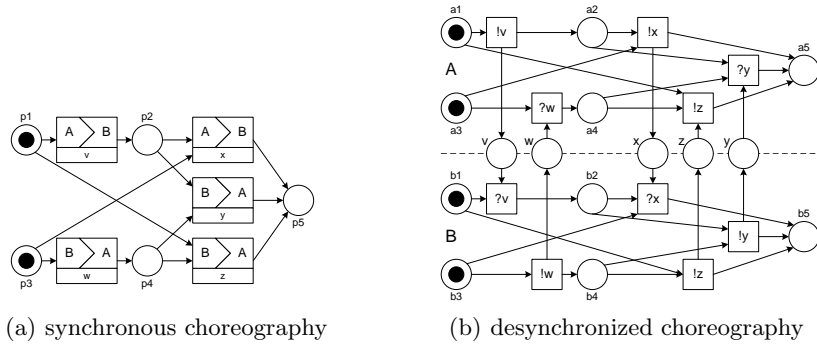 p1
p2
A B
v
A B
x
B A
y
p5
p3
p4
B A
w
B A
z
(a) synchronous choreography
a1 a2
!v !x
a5
?y
A
a3 ?w a4 !z
v w x z y
b1 b2
?v ?x
b5
!y
B
!w !z
b3 b4
(b) desynchronized choreography